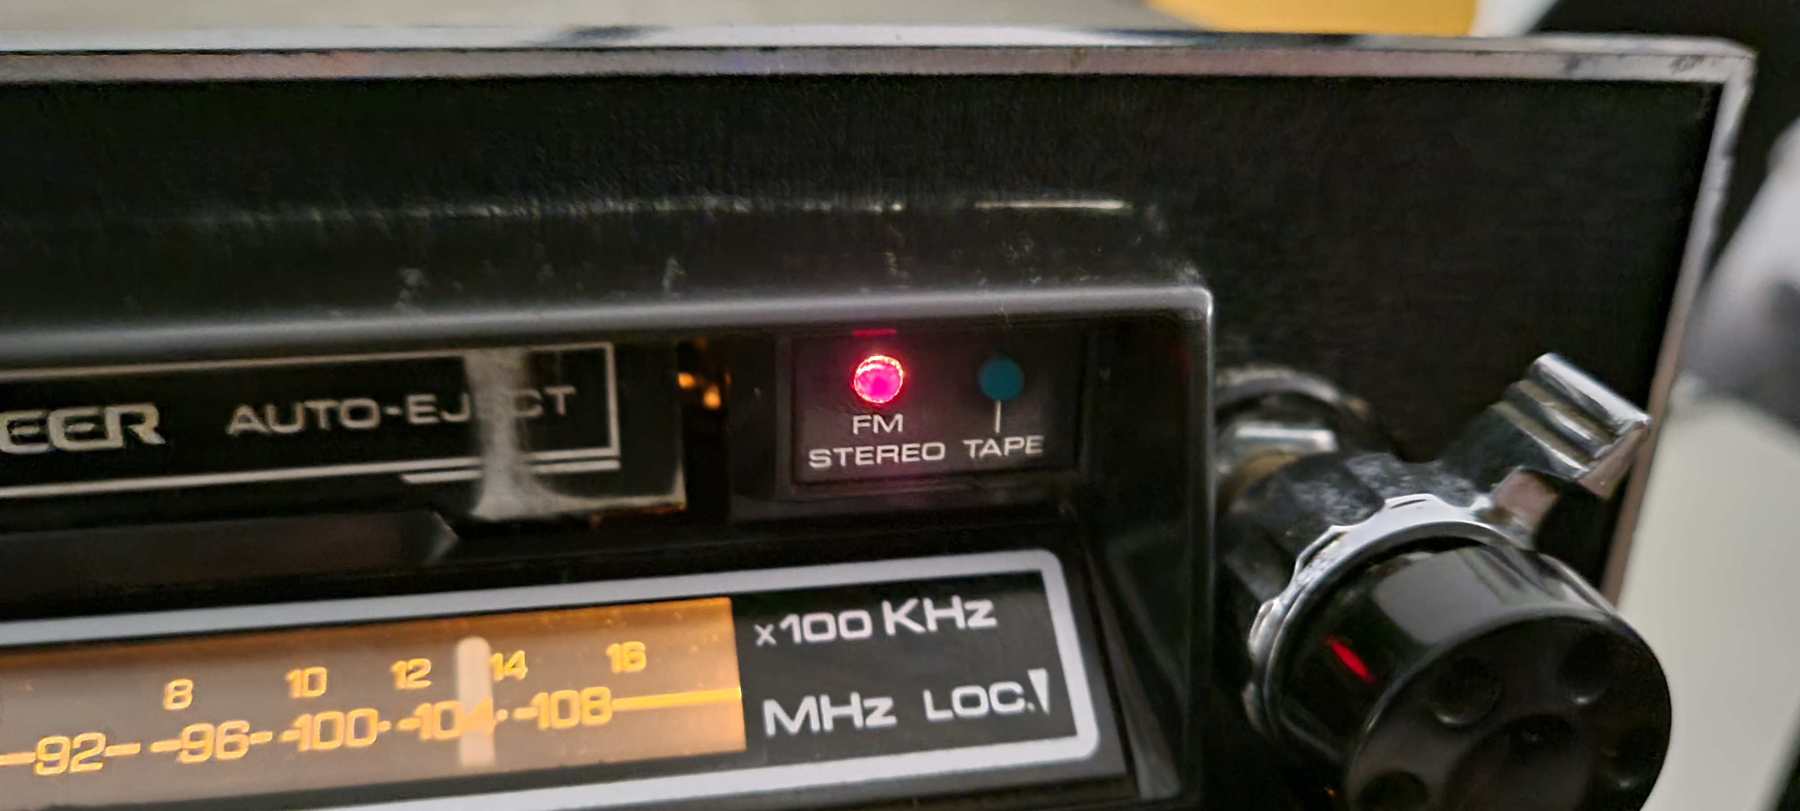 EER AUTO-EJECT
FM
STEREO TAPE
x100 KHz
8 10 12 14 16
MHz LOC.
92 96 100 104 108